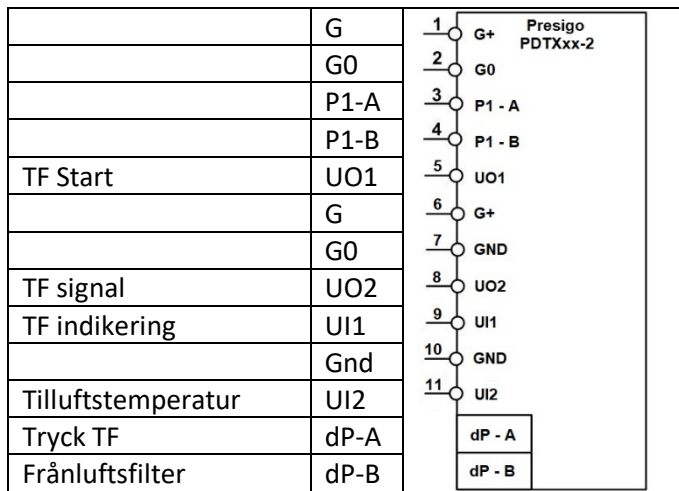 G
G0
P1-A
P1-B
TF Start UO1
G
G0
TF signal UO2
TF indikering UI1
Gnd
Tilluftstemperatur UI2
Tryck TF dP-A
Frånluftsfilter dP-B
Presigo
PDTXxx-2
1 G+
2 G0
3 P1 - A
4 P1 - B
5 UO1
6 G+
7 GND
8 UO2
9 UI1
10 GND
11 UI2
dP - A
dP - B